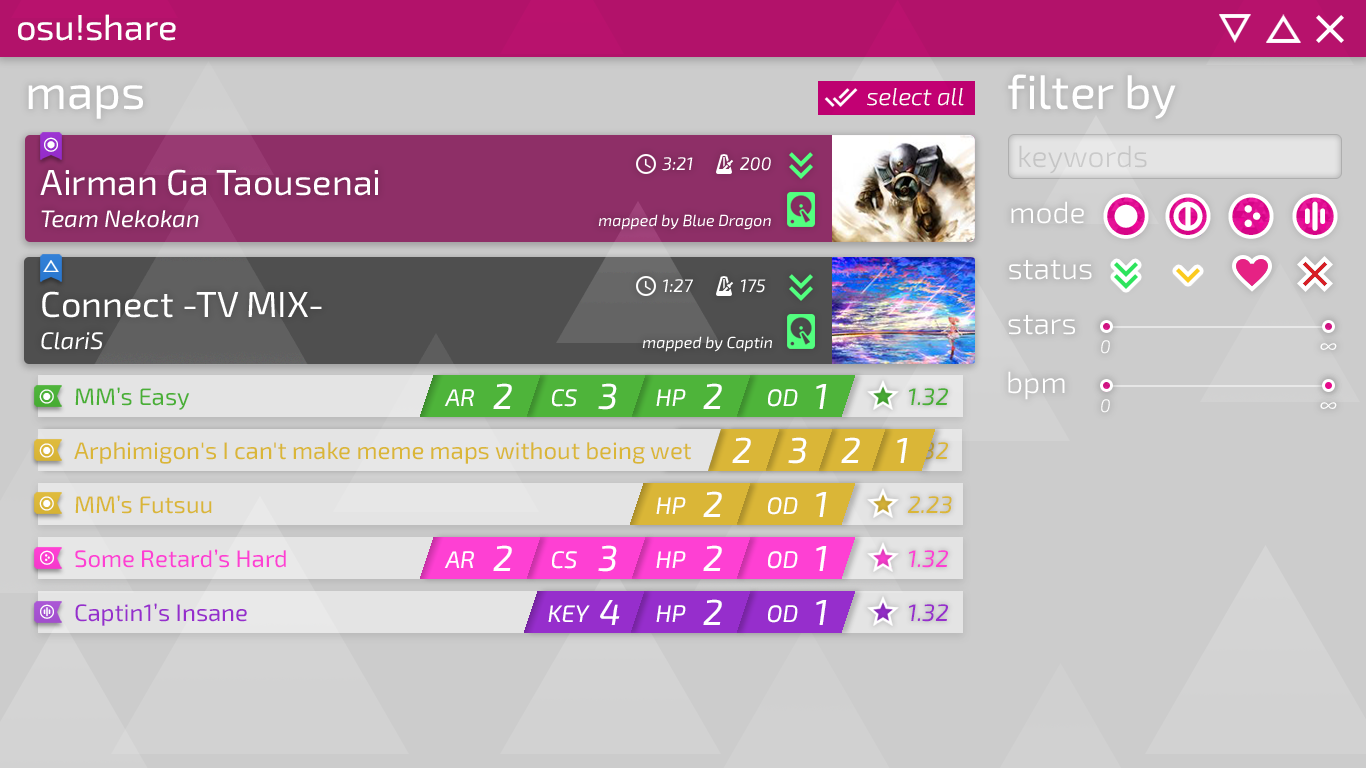 osu!share
maps
select all
Airman Ga Taousenai
Team Nekokan
3:21 200
mapped by Blue Dragon
Connect -TV MIX-
ClariS
1:27 175
mapped by Captin
MM's Easy AR 2 CS 3 HP 2 OD 1 1.32
Arphimigon's I can't make meme maps without being wet 2 3 2 1 32
MM's Futsuu HP 2 OD 1 2.23
Some Retard's Hard AR 2 CS 3 HP 2 OD 1 1.32
Captin1's Insane KEY 4 HP 2 OD 1 1.32
filter by
keywords
mode
status
stars
0 ∞
bpm
0 ∞